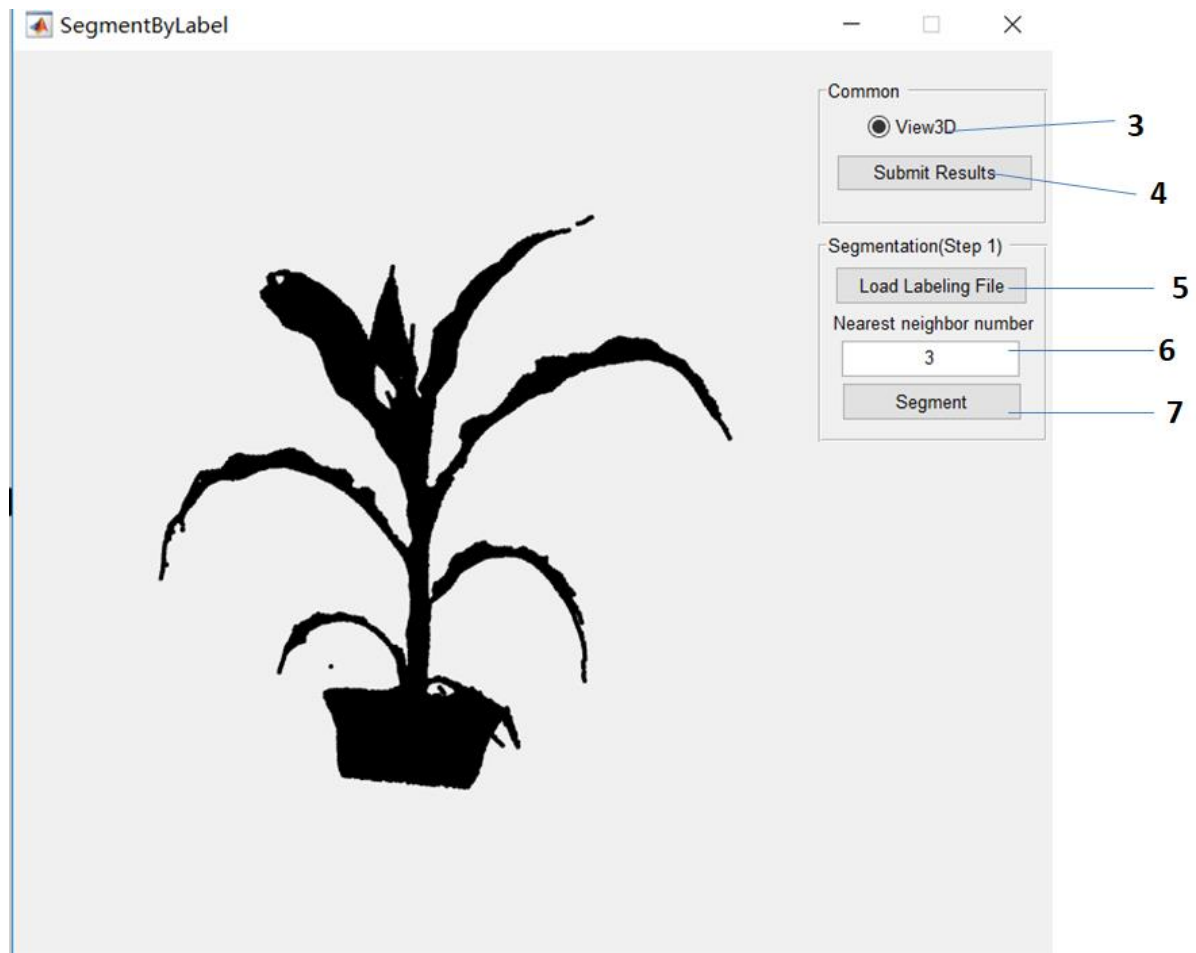 SegmentByLabel
Common
View3D
3
Submit Results
4
Segmentation(Step 1)
Load Labeling File
5
Nearest neighbor number
3
6
Segment
7